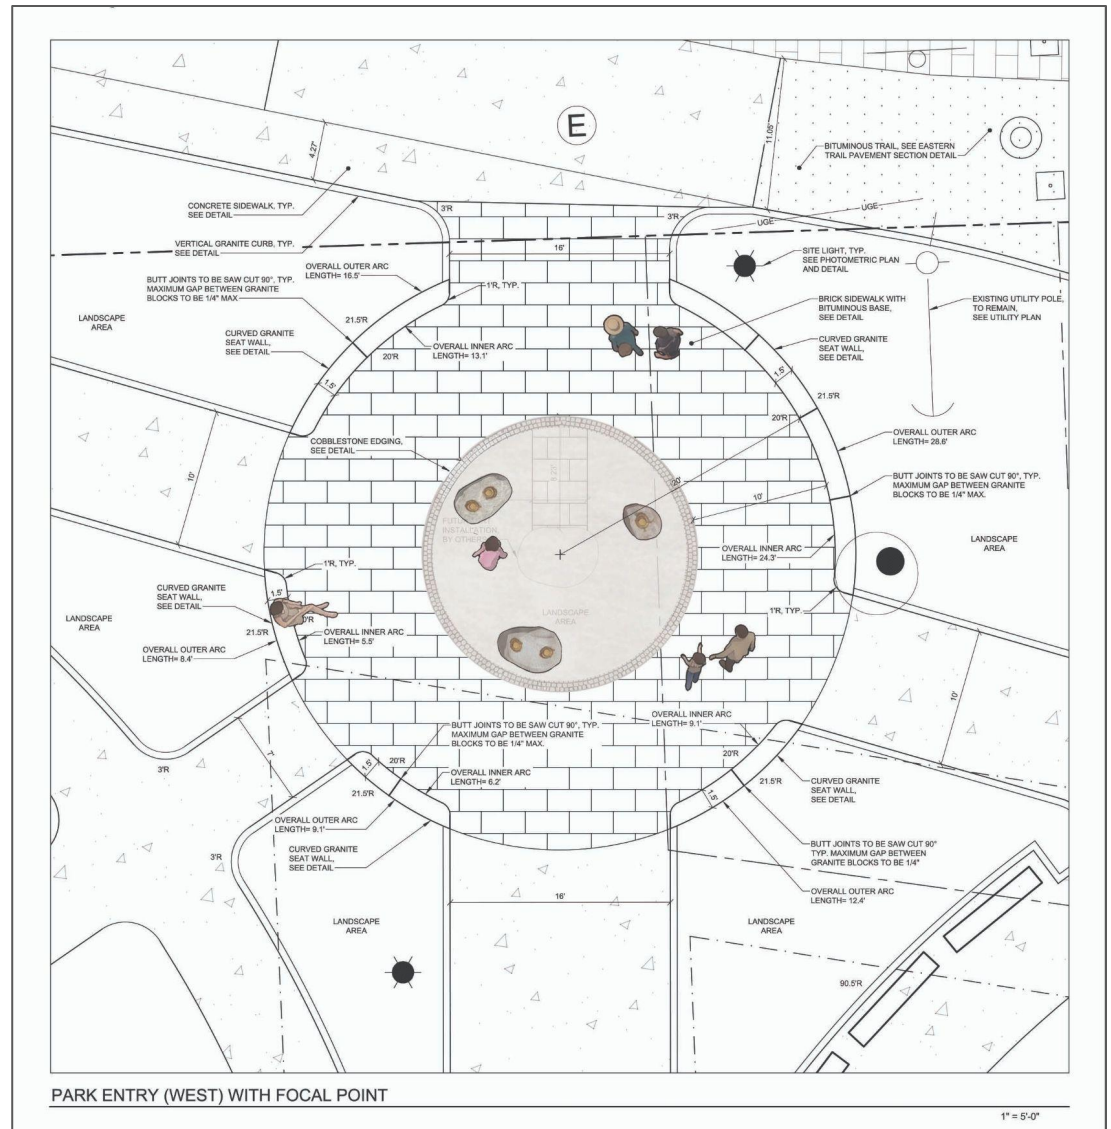 E
4.27'
11.05'
BITUMINOUS TRAIL, SEE EASTERN
TRAIL PAVEMENT SECTION DETAIL
CONCRETE SIDEWALK, TYP.
SEE DETAIL
3'R
3'R
UGE
UGE
VERTICAL GRANITE CURB, TYP.
SEE DETAIL
16'
SITE LIGHT, TYP.
SEE PHOTOMETRIC PLAN
AND DETAIL
OVERALL OUTER ARC
LENGTH= 16.5'
BUTT JOINTS TO BE SAW CUT 90°, TYP.
MAXIMUM GAP BETWEEN GRANITE
BLOCKS TO BE 1/4" MAX
1'R, TYP.
BRICK SIDEWALK WITH
BITUMINOUS BASE,
SEE DETAIL
EXISTING UTILITY POLE,
TO REMAIN,
SEE UTILITY PLAN
LANDSCAPE
AREA
21.5'R
CURVED GRANITE
SEAT WALL,
SEE DETAIL
OVERALL INNER ARC
LENGTH= 13.1'
20'R
CURVED GRANITE
SEAT WALL,
SEE DETAIL
1.5'
1.5'
21.5'R
20'R
OVERALL OUTER ARC
LENGTH= 28.6'
COBBLESTONE EDGING,
SEE DETAIL
10'
20'
10'
BUTT JOINTS TO BE SAW CUT 90°, TYP.
MAXIMUM GAP BETWEEN GRANITE
BLOCKS TO BE 1/4" MAX.
INSTALLATION
BY OTHERS
OVERALL INNER ARC
LENGTH= 24.3'
LANDSCAPE
AREA
1'R, TYP.
CURVED GRANITE
SEAT WALL,
SEE DETAIL
1.5'
LANDSCAPE
AREA
1'R, TYP.
LANDSCAPE
AREA
21.5'R
OVERALL INNER ARC
LENGTH= 5.5'
OVERALL OUTER ARC
LENGTH= 8.4'
10'
3'R
7'
BUTT JOINTS TO BE SAW CUT 90°, TYP.
MAXIMUM GAP BETWEEN GRANITE
BLOCKS TO BE 1/4" MAX.
OVERALL INNER ARC
LENGTH= 9.1'
1.5'
20'R
20'R
OVERALL INNER ARC
LENGTH= 6.2'
21.5'R
21.5'R
1.5'
CURVED GRANITE
SEAT WALL,
SEE DETAIL
OVERALL OUTER ARC
LENGTH= 9.1'
CURVED GRANITE
SEAT WALL,
SEE DETAIL
3'R
BUTT JOINTS TO BE SAW CUT 90°
TYP. MAXIMUM GAP BETWEEN
GRANITE BLOCKS TO BE 1/4"
OVERALL OUTER ARC
LENGTH= 12.4'
16'
LANDSCAPE
AREA
LANDSCAPE
AREA
90.5'R
PARK ENTRY (WEST) WITH FOCAL POINT
1" = 5'-0"